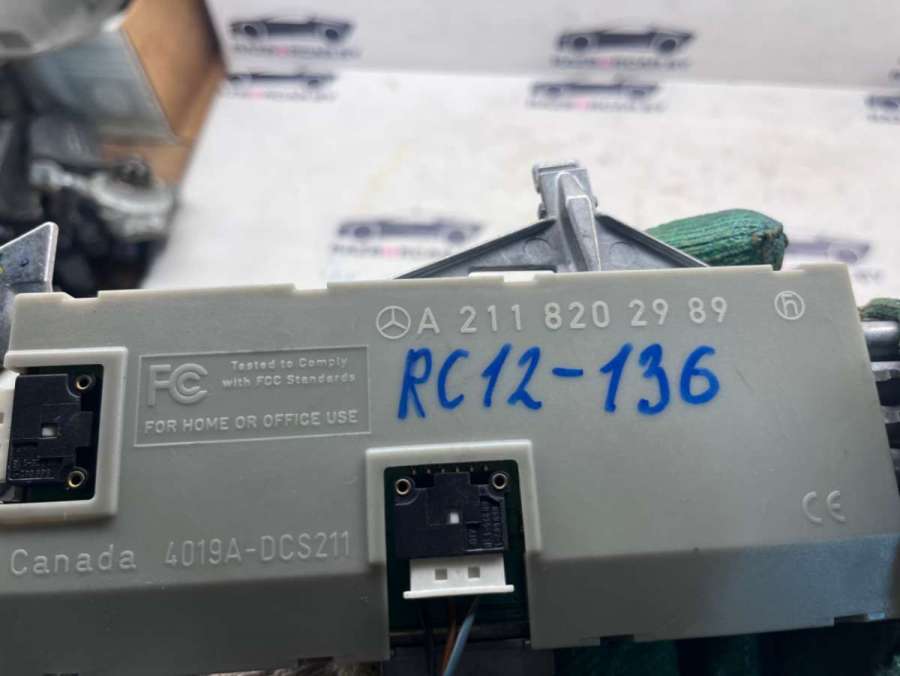 A 211 820 29 89
h
RC12-136
FC
Tested to Comply
with FCC Standards
FOR HOME OR OFFICE USE
CE
Canada 4019A-DCS211